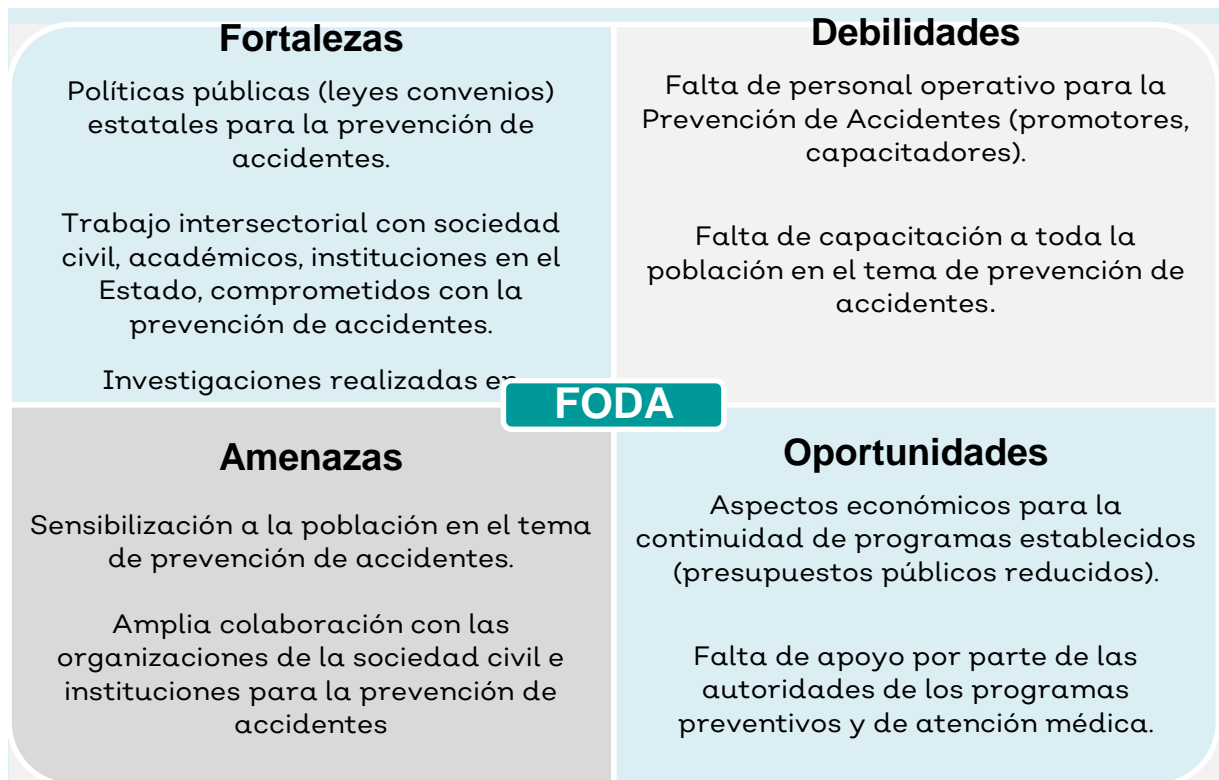 Fortalezas
Políticas públicas (leyes convenios)
estatales para la prevención de
accidentes.
Trabajo intersectorial con sociedad
civil, académicos, instituciones en el
Estado, comprometidos con la
prevención de accidentes.
Investigaciones realizadas en
Debilidades
Falta de personal operativo para la
Prevención de Accidentes (promotores,
capacitadores).
Falta de capacitación a toda la
población en el tema de prevención de
accidentes.
FODA
Amenazas
Sensibilización a la población en el tema
de prevención de accidentes.
Amplia colaboración con las
organizaciones de la sociedad civil e
instituciones para la prevención de
accidentes
Oportunidades
Aspectos económicos para la
continuidad de programas establecidos
(presupuestos públicos reducidos).
Falta de apoyo por parte de las
autoridades de los programas
preventivos y de atención médica.